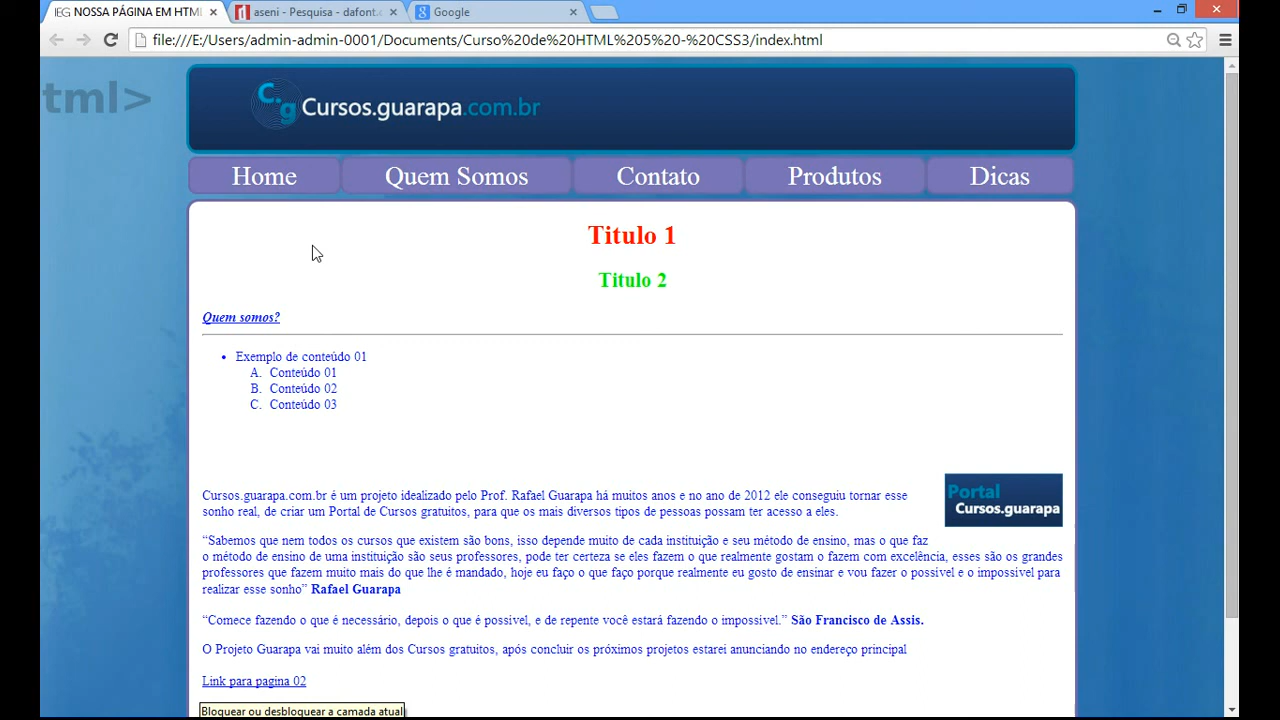 IEG NOSSA PÁGINA EM HTML
aseni - Pesquisa - dafont.c
Google
file:///E:/Users/admin-admin-0001/Documents/Curso%20de%20HTML%205%20-%20CSS3/index.html
tml>
C.g Cursos.guarapa.com.br
Home Quem Somos Contato Produtos Dicas
Titulo 1
Titulo 2
Quem somos?
• Exemplo de conteúdo 01
A. Conteúdo 01
B. Conteúdo 02
C. Conteúdo 03
Portal
Cursos.guarapa
Cursos.guarapa.com.br é um projeto idealizado pelo Prof. Rafael Guarapa há muitos anos e no ano de 2012 ele conseguiu tornar esse
sonho real, de criar um Portal de Cursos gratuitos, para que os mais diversos tipos de pessoas possam ter acesso a eles.
“Sabemos que nem todos os cursos que existem são bons, isso depende muito de cada instituição e seu método de ensino, mas o que faz
o método de ensino de uma instituição são seus professores, pode ter certeza se eles fazem o que realmente gostam o fazem com excelência, esses são os grandes
professores que fazem muito mais do que lhe é mandado, hoje eu faço o que faço porque realmente eu gosto de ensinar e vou fazer o possível e o impossível para
realizar esse sonho” Rafael Guarapa
“Comece fazendo o que é necessário, depois o que é possível, e de repente você estará fazendo o impossível.” São Francisco de Assis.
O Projeto Guarapa vai muito além dos Cursos gratuitos, após concluir os próximos projetos estarei anunciando no endereço principal
Link para pagina 02
Bloquear ou desbloquear a camada atual